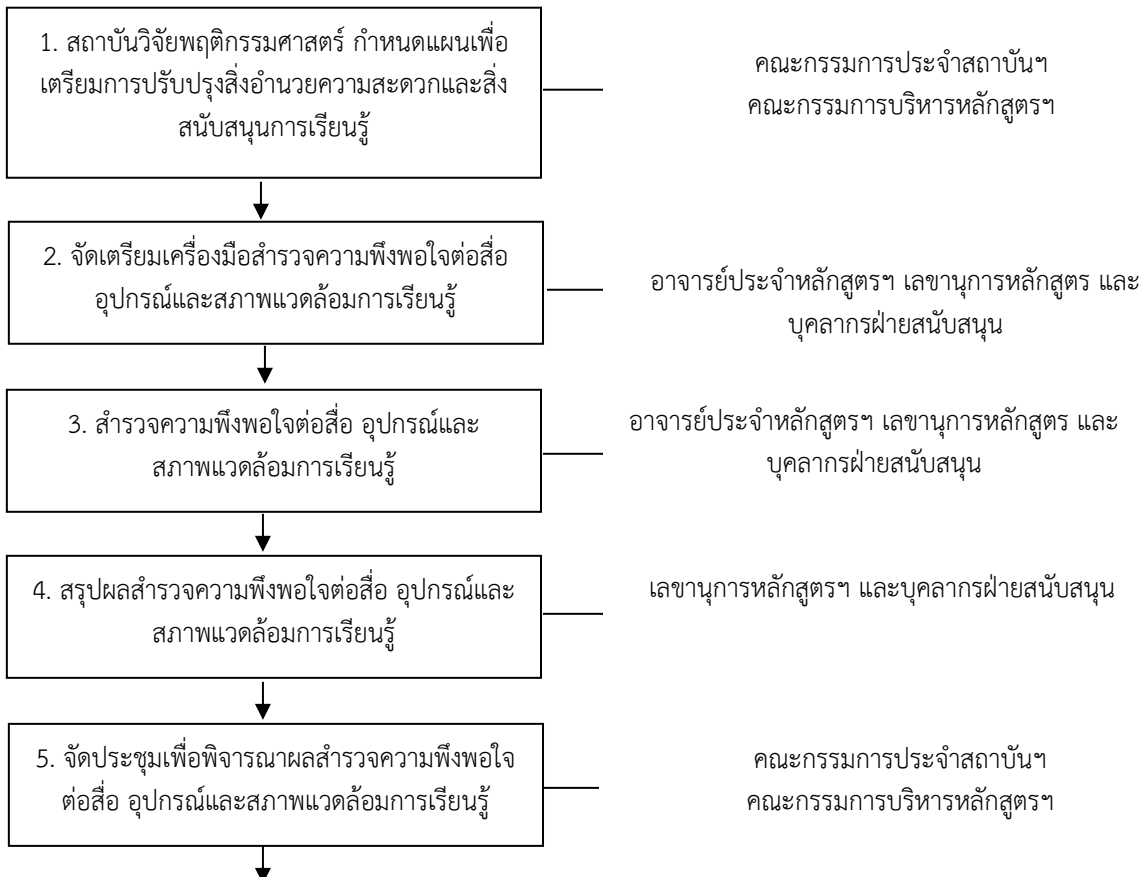 1. สถาบันวิจัยพฤติกรรมศาสตร์ กำหนดแผนเพื่อ
เตรียมการปรับปรุงสิ่งอำนวยความสะดวกและสิ่ง
สนับสนุนการเรียนรู้
คณะกรรมการประจำสถาบันฯ
คณะกรรมการบริหารหลักสูตรฯ
2. จัดเตรียมเครื่องมือสำรวจความพึงพอใจต่อสื่อ
อุปกรณ์และสภาพแวดล้อมการเรียนรู้
อาจารย์ประจำหลักสูตรฯ เลขานุการหลักสูตร และ
บุคลากรฝ่ายสนับสนุน
3. สำรวจความพึงพอใจต่อสื่อ อุปกรณ์และ
สภาพแวดล้อมการเรียนรู้
อาจารย์ประจำหลักสูตรฯ เลขานุการหลักสูตร และ
บุคลากรฝ่ายสนับสนุน
4. สรุปผลสำรวจความพึงพอใจต่อสื่อ อุปกรณ์และ
สภาพแวดล้อมการเรียนรู้
เลขานุการหลักสูตรฯ และบุคลากรฝ่ายสนับสนุน
5. จัดประชุมเพื่อพิจารณาผลสำรวจความพึงพอใจ
ต่อสื่อ อุปกรณ์และสภาพแวดล้อมการเรียนรู้
คณะกรรมการประจำสถาบันฯ
คณะกรรมการบริหารหลักสูตรฯ